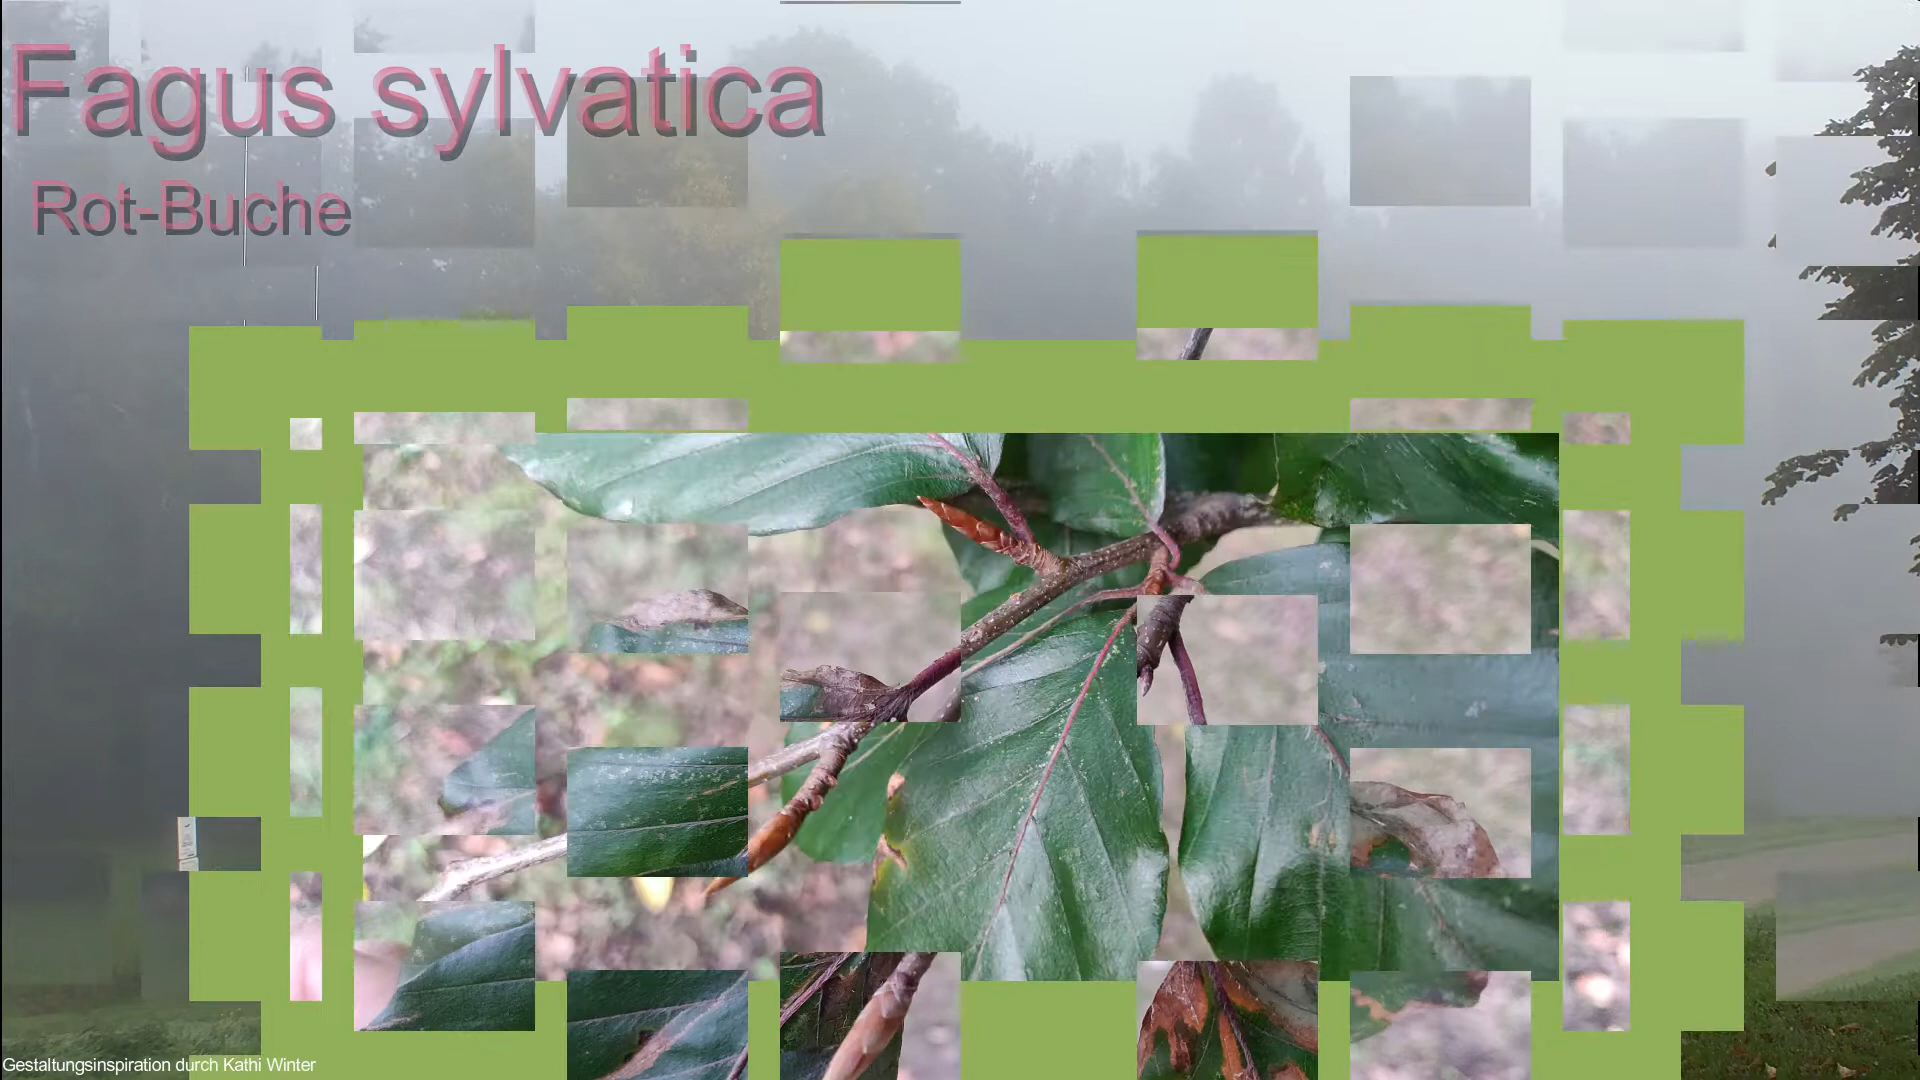 Fagus sylvatica
Rot-Buche
Gestaltungsinspiration durch Kathi Winter